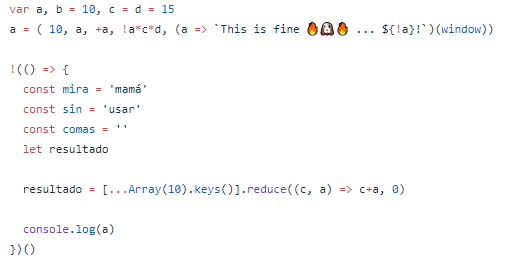 var a, b = 10, c = d = 15
a = ( 10, a, +a, !a*c*d, (a => `This is fine 🔥🐶🔥 ... ${!a}!`)(window))
!(() => {
const mira = 'mamá'
const sin = 'usar'
const comas = ''
let resultado
resultado = [...Array(10).keys()].reduce((c, a) => c+a, 0)
console.log(a)
})()